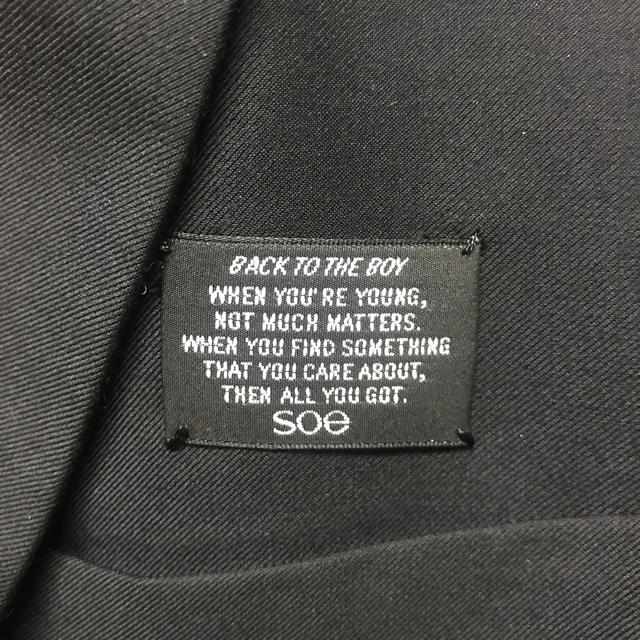 BACK TO THE BOY
WHEN YOU'RE YOUNG,
NOT MUCH MATTERS.
WHEN YOU FIND SOMETHING
THAT YOU CARE ABOUT,
THEN ALL YOU GOT.
soe